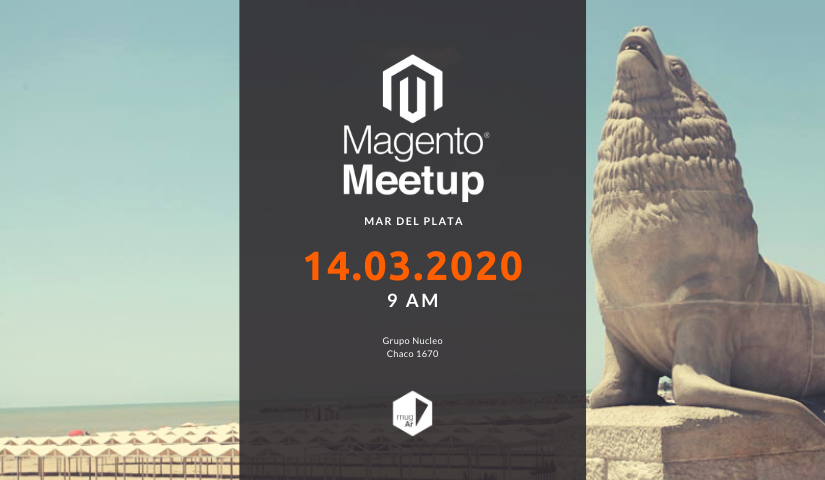 Magento®
Meetup
MAR DEL PLATA
14.03.2020
9 AM
Grupo Nucleo
Chaco 1670
mug
Ar